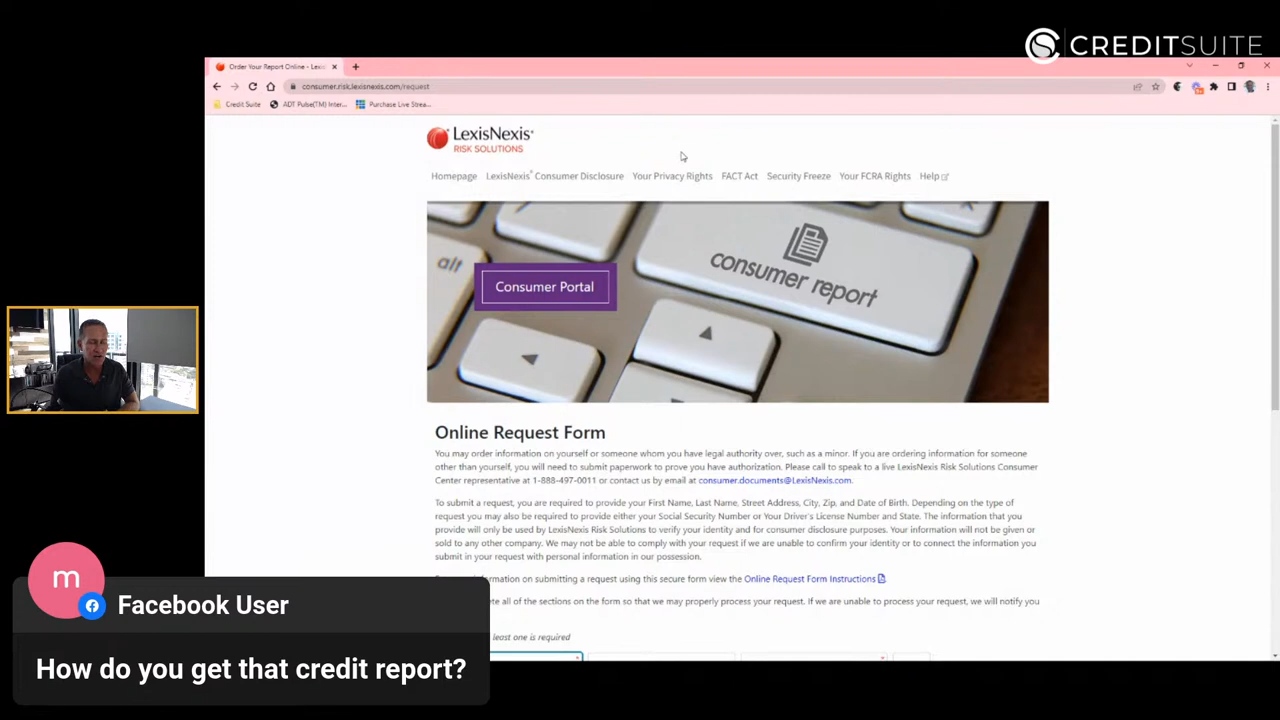 CREDITSUITE
Order Your Report Online - Lexis
consumer.risk.lexisnexis.com/request
Credit Suite ADT Pulse(TM) Inter... Purchase Live Strea...
LexisNexis®
RISK SOLUTIONS
Homepage LexisNexis® Consumer Disclosure Your Privacy Rights FACT Act Security Freeze Your FCRA Rights Help
alt
consumer report
Consumer Portal
Online Request Form
You may order information on yourself or someone whom you have legal authority over, such as a minor. If you are ordering information for someone
other than yourself, you will need to submit paperwork to prove you have authorization. Please call to speak to a live LexisNexis Risk Solutions Consumer
Center representative at 1-888-497-0011 or contact us by email at consumer.documents@LexisNexis.com.
To submit a request, you are required to provide your First Name, Last Name, Street Address, City, Zip, and Date of Birth. Depending on the type of
request you may also be required to provide either your Social Security Number or Your Driver's License Number and State. The information that you
provide will only be used by LexisNexis Risk Solutions to verify your identity and for consumer disclosure purposes. Your information will not be given or
sold to any other company. We may not be able to comply with your request if we are unable to confirm your identity or to connect the information you
submit in your request with personal information in our possession.
information on submitting a request using this secure form view the Online Request Form Instructions
all of the sections on the form so that we may properly process your request. If we are unable to process your request, we will notify you
least one is required
m
Facebook User
How do you get that credit report?